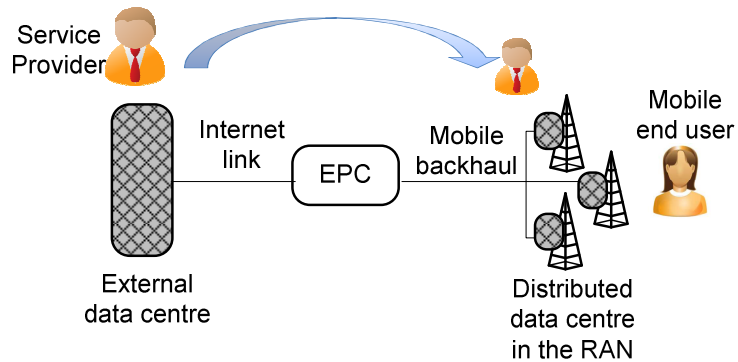 Service
Provider
Internet
link
EPC
Mobile
backhaul
Mobile
end user
External
data centre
Distributed
data centre
in the RAN